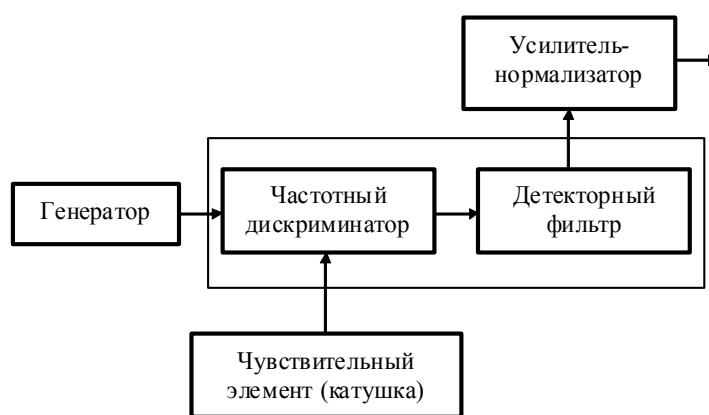 Усилитель-
нормализатор
Генератор
Частотный
дискриминатор
Детекторный
фильтр
Чувствительный
элемент (катушка)